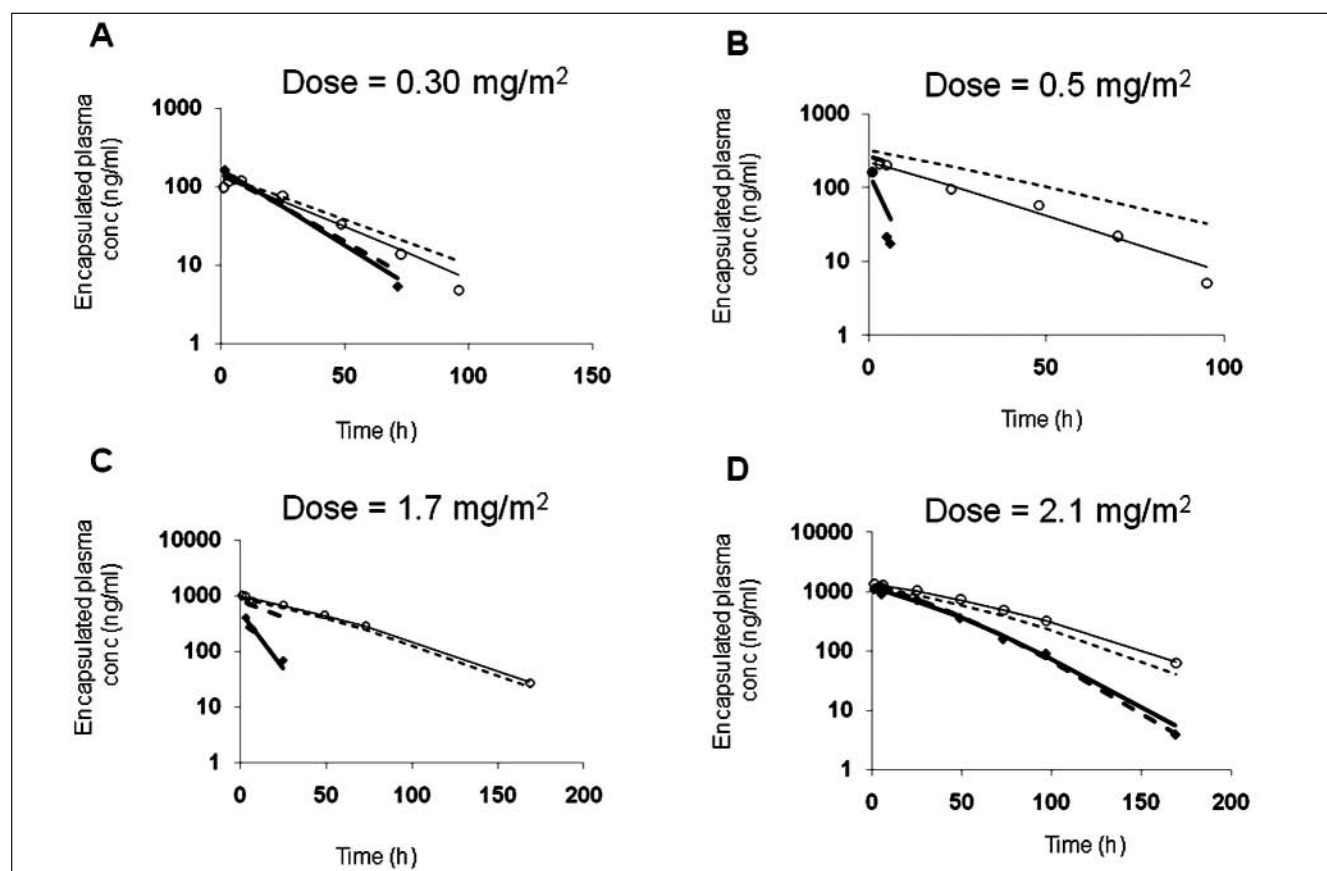 A
Dose = 0.30 mg/m²
Encapsulated plasma
conc (ng/ml)
1000
100
10
1
0 50 100 150
Time (h)
B
Dose = 0.5 mg/m²
Encapsulated plasma
conc (ng/ml)
1000
100
10
1
0 50 100
Time (h)
C
Dose = 1.7 mg/m²
Encapsulated plasma
conc (ng/ml)
10000
1000
100
10
1
0 50 100 150 200
Time (h)
D
Dose = 2.1 mg/m²
Encapsulated plasma
conc (ng/ml)
10000
1000
100
10
1
0 50 100 150 200
Time (h)